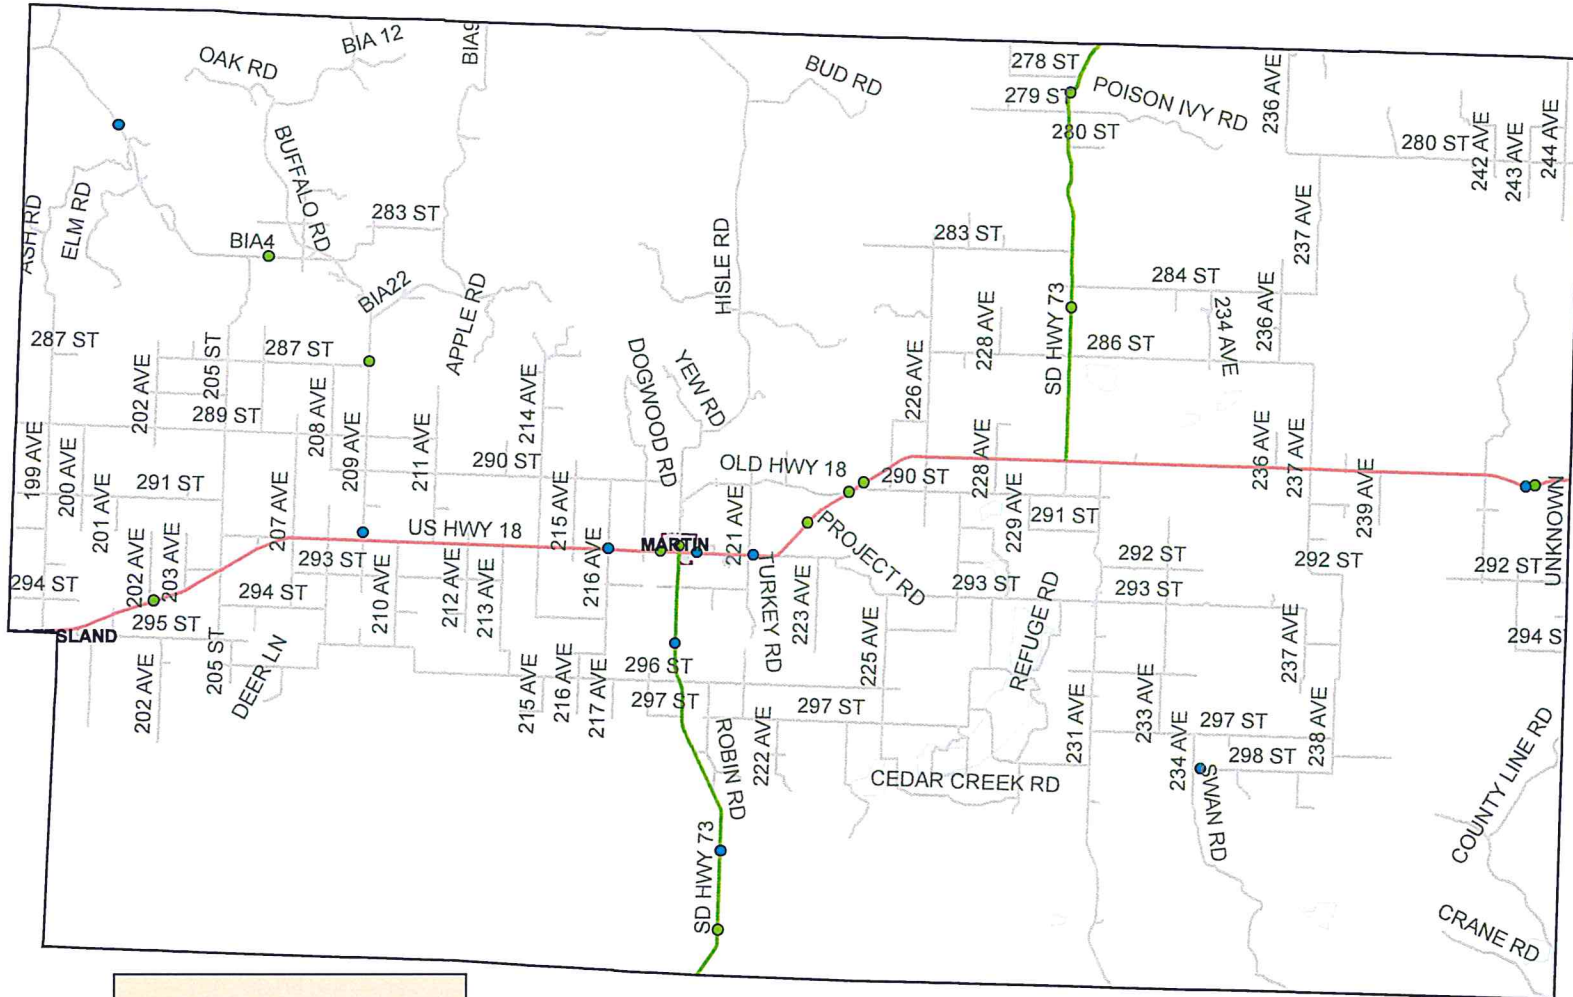 OAK RD
BIA 12
BIA9
BUD RD
278 ST
279 ST
POISON IVY RD
280 ST
236 AVE
280 ST
242 AVE
243 AVE
244 AVE
BUFFALO RD
ASH RD
ELM RD
283 ST
BIA4
BIA22
HISLE RD
283 ST
237 AVE
284 ST
SD HWY 73
228 AVE
234 AVE
236 AVE
APPLE RD
287 ST
205 ST
287 ST
286 ST
202 AVE
DOGWOOD RD
YEW RD
226 AVE
214 AVE
289 ST
208 AVE
209 AVE
211 AVE
199 AVE
200 AVE
201 AVE
290 ST
OLD HWY 18
290 ST
228 AVE
236 AVE
237 AVE
239 AVE
291 ST
207 AVE
US HWY 18
215 AVE
MARTIN
221 AVE
PROJECT RD
229 AVE
291 ST
292 ST
292 ST
292 ST
UNKNOWN
202 AVE
203 AVE
293 ST
210 AVE
212 AVE
213 AVE
216 AVE
TURKEY RD
223 AVE
293 ST
293 ST
294 ST
294 ST
295 ST
SLAND
205 ST
DEER LN
202 AVE
215 AVE
216 AVE
217 AVE
296 ST
297 ST
297 ST
225 AVE
REFUGE RD
231 AVE
233 AVE
237 AVE
238 AVE
294 S
ROBIN RD
222 AVE
CEDAR CREEK RD
234 AVE
297 ST
298 ST
SWAN RD
COUNTY LINE RD
SD HWY 73
CRANE RD